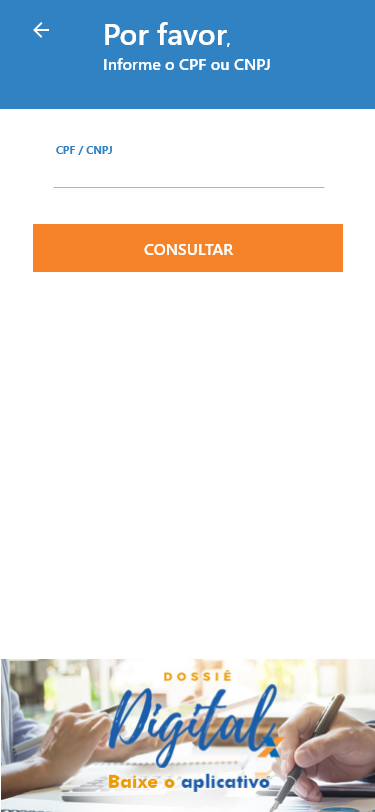 Por favor,
Informe o CPF ou CNPJ
CPF / CNPJ
CONSULTAR
DOSSIÊ
Digital
Baixe o aplicativo